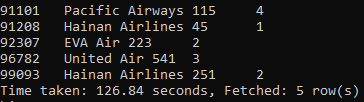 91101 Pacific Airways 115 4
91208 Hainan Airlines 45 1
92307 EVA Air 223 2
96782 United Air 541 3
99093 Hainan Airlines 251 2
Time taken: 126.84 seconds, Fetched: 5 row(s)